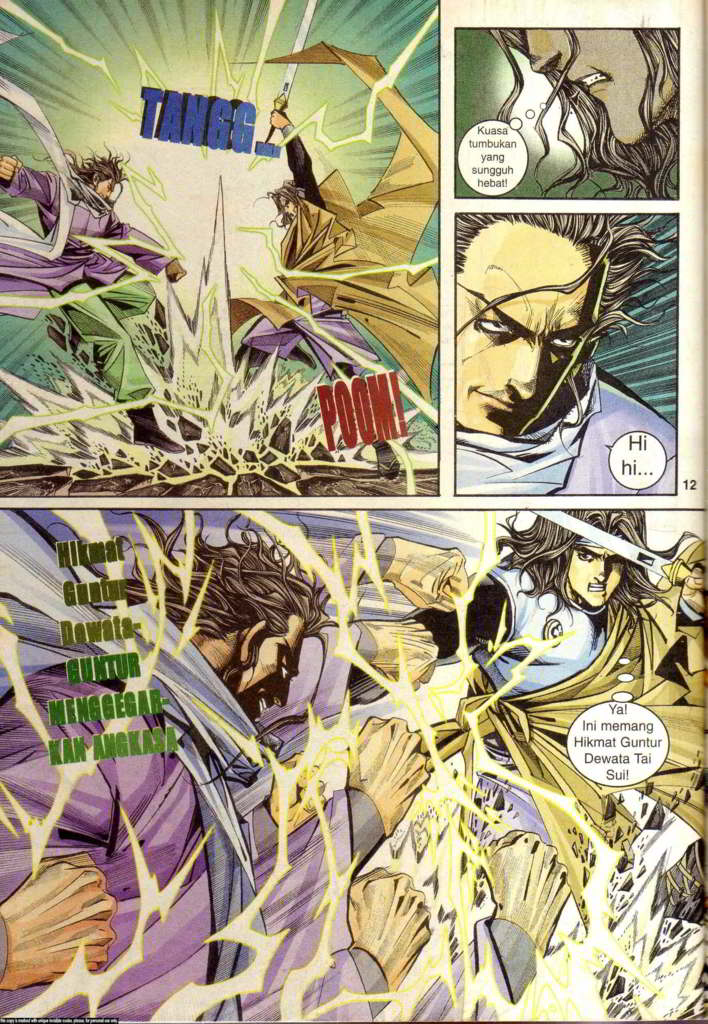 TANGG...
POOM!
Kuasa
tumbukan
yang
sungguh
hebat!
Hi
hi...
12
Hikmat
Guntur
Dewata-
GUNTUR
MENGGEGAR-
KAN ANGKASA
Ya!
Ini memang
Hikmat Guntur
Dewata Tai
Sui!